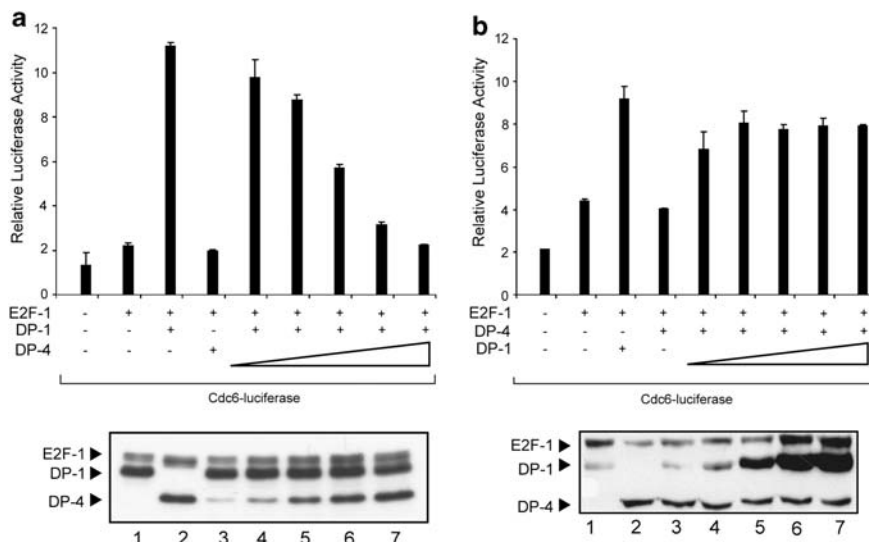 a
Relative Luciferase Activity
12
10
8
6
4
2
0
E2F-1 - + + + + + + + +
DP-1 - - + - + + + + +
DP-4 - - - +
Cdc6-luciferase
E2F-1
DP-1
DP-4
1 2 3 4 5 6 7
b
Relative Luciferase Activity
12
10
8
6
4
2
0
E2F-1 - + + + + + + + +
DP-4 - - - + + + + + +
DP-1 - - + -
Cdc6-luciferase
E2F-1
DP-1
DP-4
1 2 3 4 5 6 7